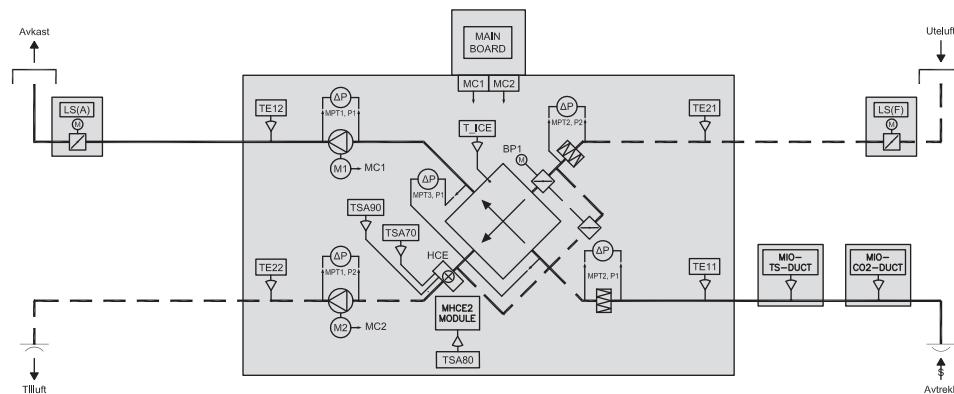 Avkast
Uteluft
MAIN
BOARD
LS(A)
M
MC1
MC2
LS(F)
M
TE12
ΔP
MPT1, P1
T_ICE
ΔP
MPT2, P2
TE21
BP1
M
M1
MC1
ΔP
MPT3, P1
TSA90
TSA70
HCE
TE22
ΔP
MPT1, P2
ΔP
MPT2, P1
TE11
MIO-
TS-DUCT
MIO-
CO2-DUCT
M2
MC2
MHCE2
MODULE
TSA80
Tilluft
S
Avtrekk